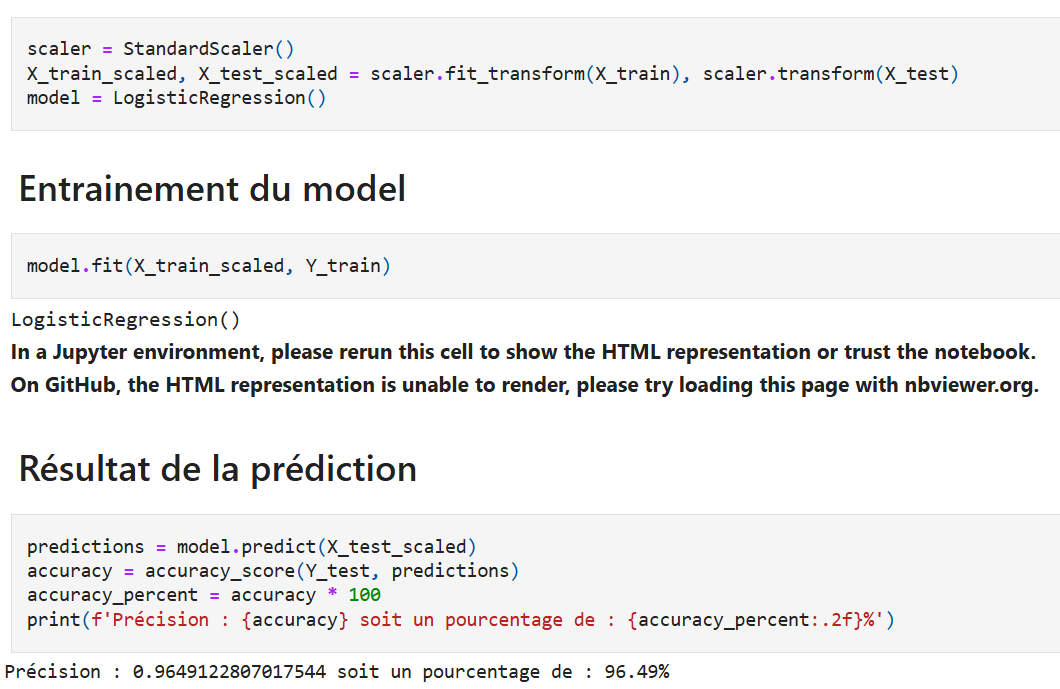 scaler = StandardScaler()
X_train_scaled, X_test_scaled = scaler.fit_transform(X_train), scaler.transform(X_test)
model = LogisticRegression()
Entrainement du model
model.fit(X_train_scaled, Y_train)
LogisticRegression()
In a Jupyter environment, please rerun this cell to show the HTML representation or trust the notebook.
On GitHub, the HTML representation is unable to render, please try loading this page with nbviewer.org.
Résultat de la prédiction
predictions = model.predict(X_test_scaled)
accuracy = accuracy_score(Y_test, predictions)
accuracy_percent = accuracy * 100
print(f'Précision : {accuracy} soit un pourcentage de : {accuracy_percent:.2f}%')
Précision : 0.9649122807017544 soit un pourcentage de : 96.49%